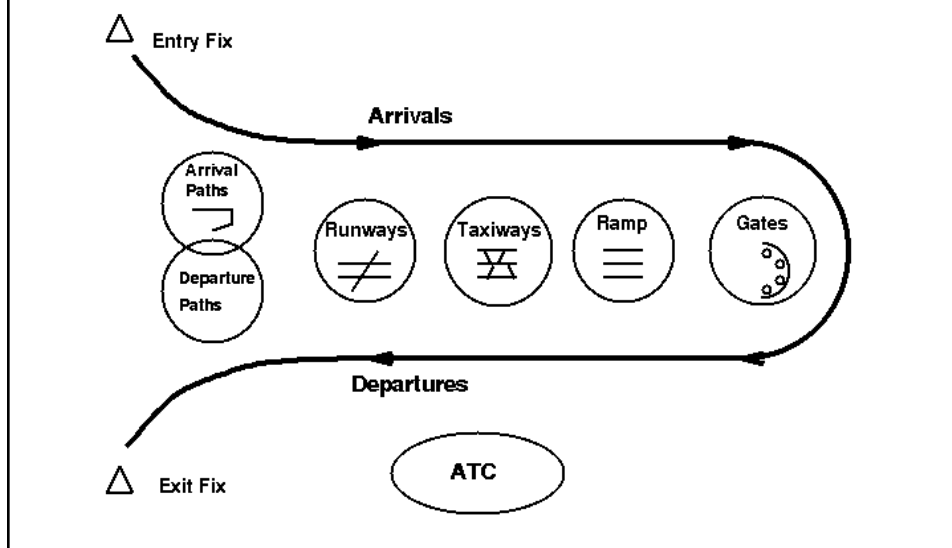 Entry Fix
Arrivals
Arrival
Paths
Runways
Taxiways
Ramp
Gates
Departure
Paths
Departures
ATC
Exit Fix